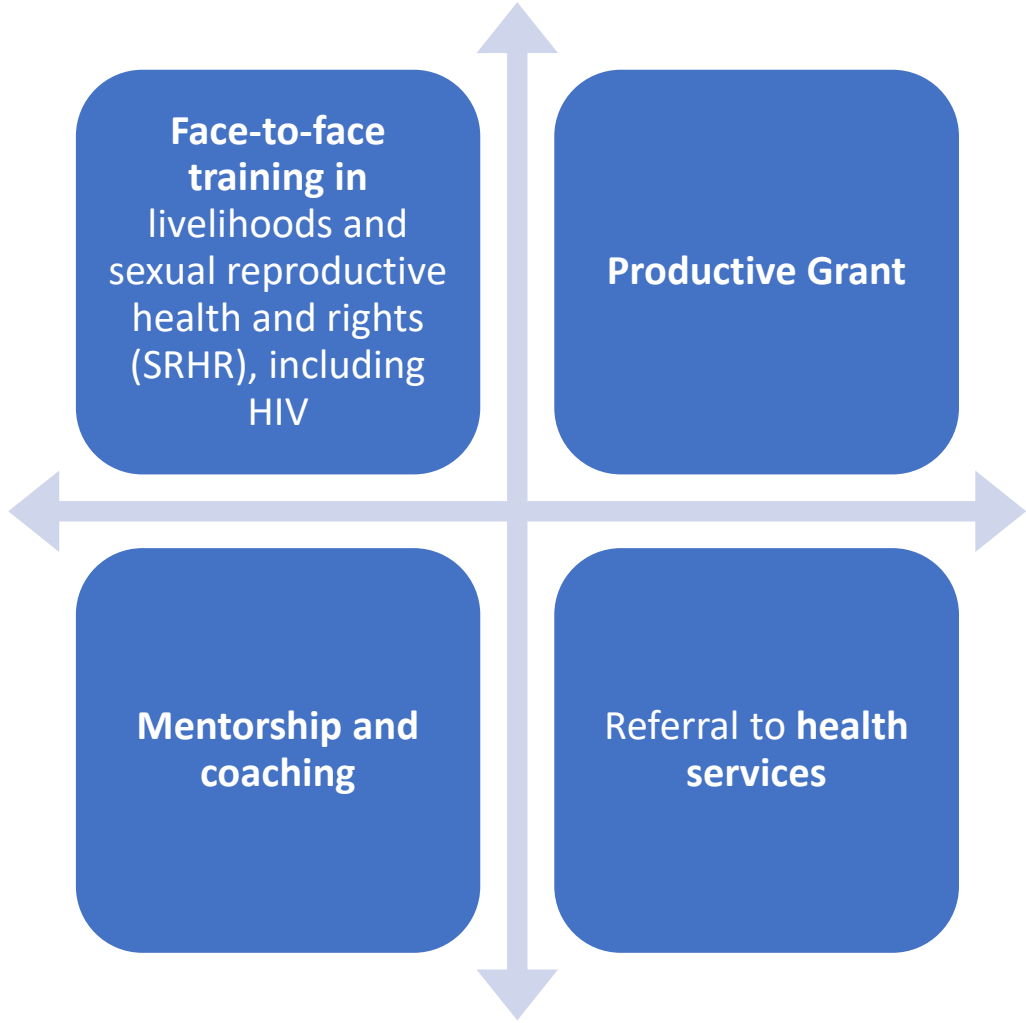 Face-to-face
training in
livelihoods and
sexual reproductive
health and rights
(SRHR), including
HIV
Productive Grant
Mentorship and
coaching
Referral to health
services